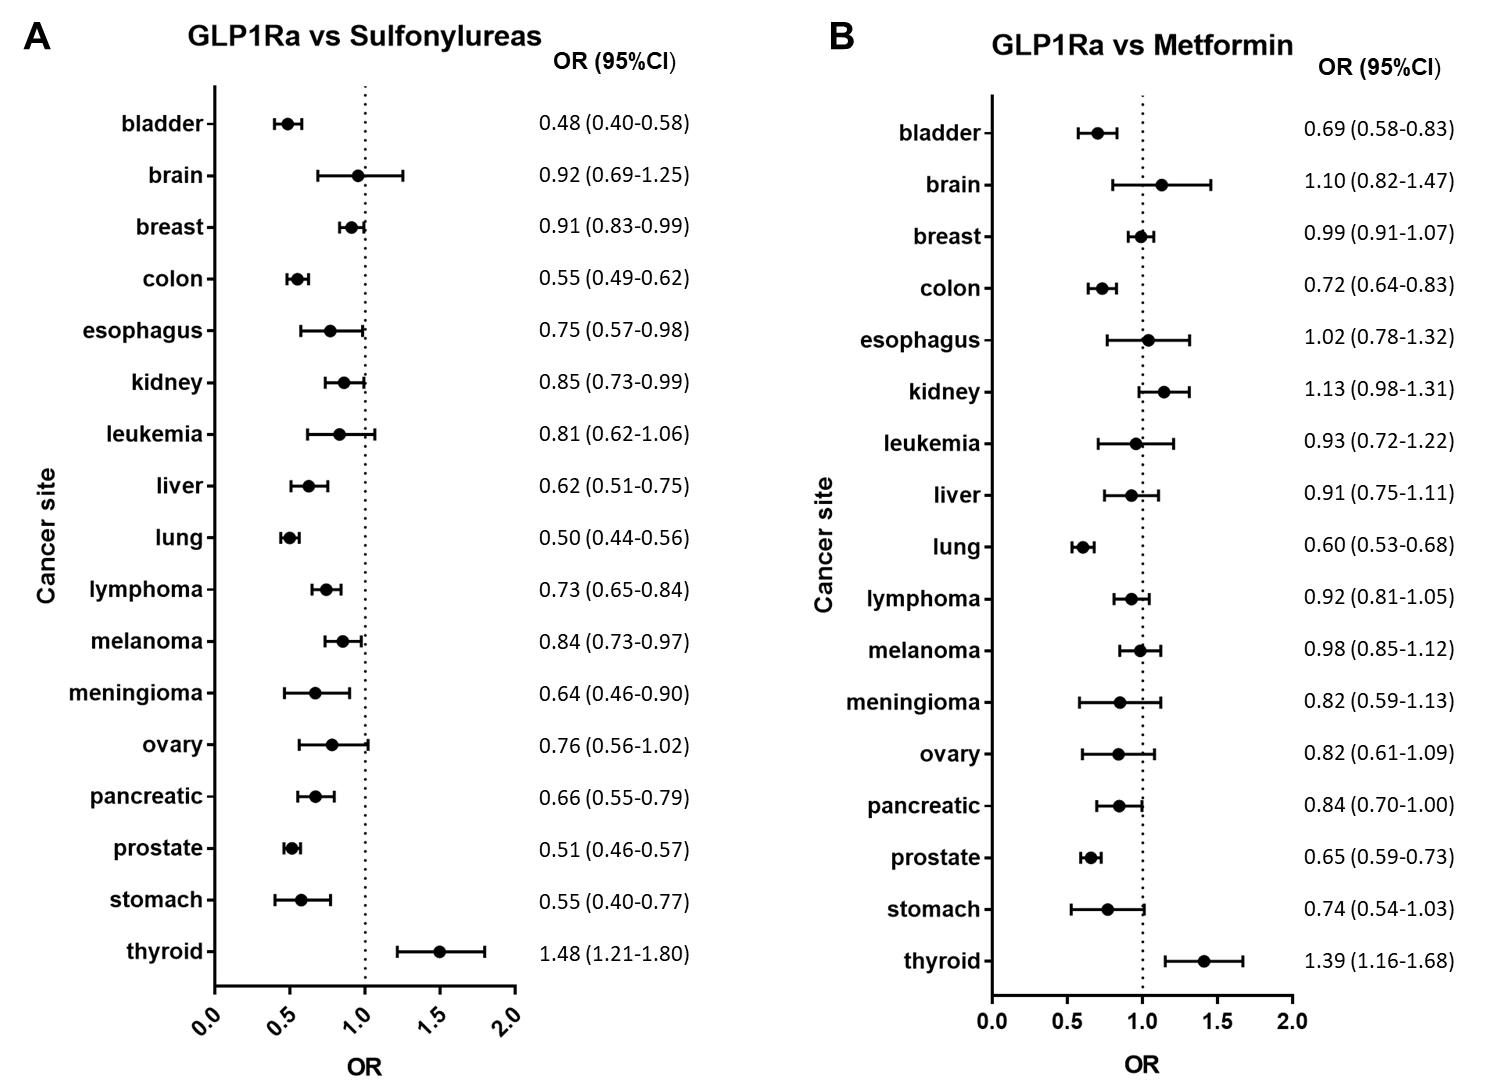 A
GLP1Ra vs Sulfonylureas
OR (95%CI)
bladder 0.48 (0.40-0.58)
brain 0.92 (0.69-1.25)
breast 0.91 (0.83-0.99)
colon 0.55 (0.49-0.62)
esophagus 0.75 (0.57-0.98)
kidney 0.85 (0.73-0.99)
leukemia 0.81 (0.62-1.06)
liver 0.62 (0.51-0.75)
lung 0.50 (0.44-0.56)
lymphoma 0.73 (0.65-0.84)
melanoma 0.84 (0.73-0.97)
meningioma 0.64 (0.46-0.90)
ovary 0.76 (0.56-1.02)
pancreatic 0.66 (0.55-0.79)
prostate 0.51 (0.46-0.57)
stomach 0.55 (0.40-0.77)
thyroid 1.48 (1.21-1.80)
Cancer site
0.0 0.5 1.0 1.5 2.0
OR
B
GLP1Ra vs Metformin
OR (95%CI)
bladder 0.69 (0.58-0.83)
brain 1.10 (0.82-1.47)
breast 0.99 (0.91-1.07)
colon 0.72 (0.64-0.83)
esophagus 1.02 (0.78-1.32)
kidney 1.13 (0.98-1.31)
leukemia 0.93 (0.72-1.22)
liver 0.91 (0.75-1.11)
lung 0.60 (0.53-0.68)
lymphoma 0.92 (0.81-1.05)
melanoma 0.98 (0.85-1.12)
meningioma 0.82 (0.59-1.13)
ovary 0.82 (0.61-1.09)
pancreatic 0.84 (0.70-1.00)
prostate 0.65 (0.59-0.73)
stomach 0.74 (0.54-1.03)
thyroid 1.39 (1.16-1.68)
Cancer site
0.0 0.5 1.0 1.5 2.0
OR